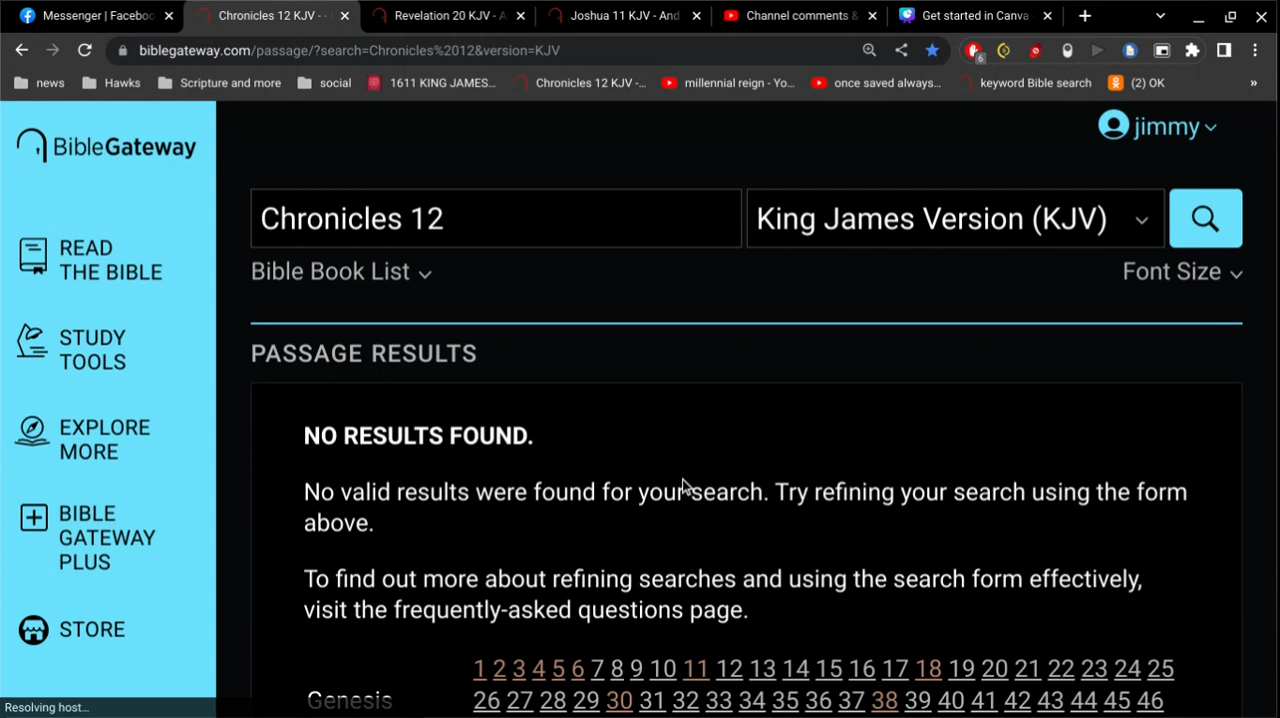 Messenger | Faceboo
Chronicles 12 KJV - -
Revelation 20 KJV - A
Joshua 11 KJV - And
Channel comments &
Get started in Canva
biblegateway.com/passage/?search=Chronicles%2012&version=KJV
6
news
Hawks
Scripture and more
social
1611 KING JAMES...
Chronicles 12 KJV -...
millennial reign - Yo...
once saved always...
keyword Bible search
(2) OK
»
BibleGateway
jimmy
Chronicles 12
King James Version (KJV)
Bible Book List
Font Size
READ
THE BIBLE
STUDY
TOOLS
EXPLORE
MORE
BIBLE
GATEWAY
PLUS
STORE
PASSAGE RESULTS
NO RESULTS FOUND.
No valid results were found for your search. Try refining your search using the form
above.
To find out more about refining searches and using the search form effectively,
visit the frequently-asked questions page.
Genesis
1 2 3 4 5 6 7 8 9 10 11 12 13 14 15 16 17 18 19 20 21 22 23 24 25
26 27 28 29 30 31 32 33 34 35 36 37 38 39 40 41 42 43 44 45 46
Resolving host...